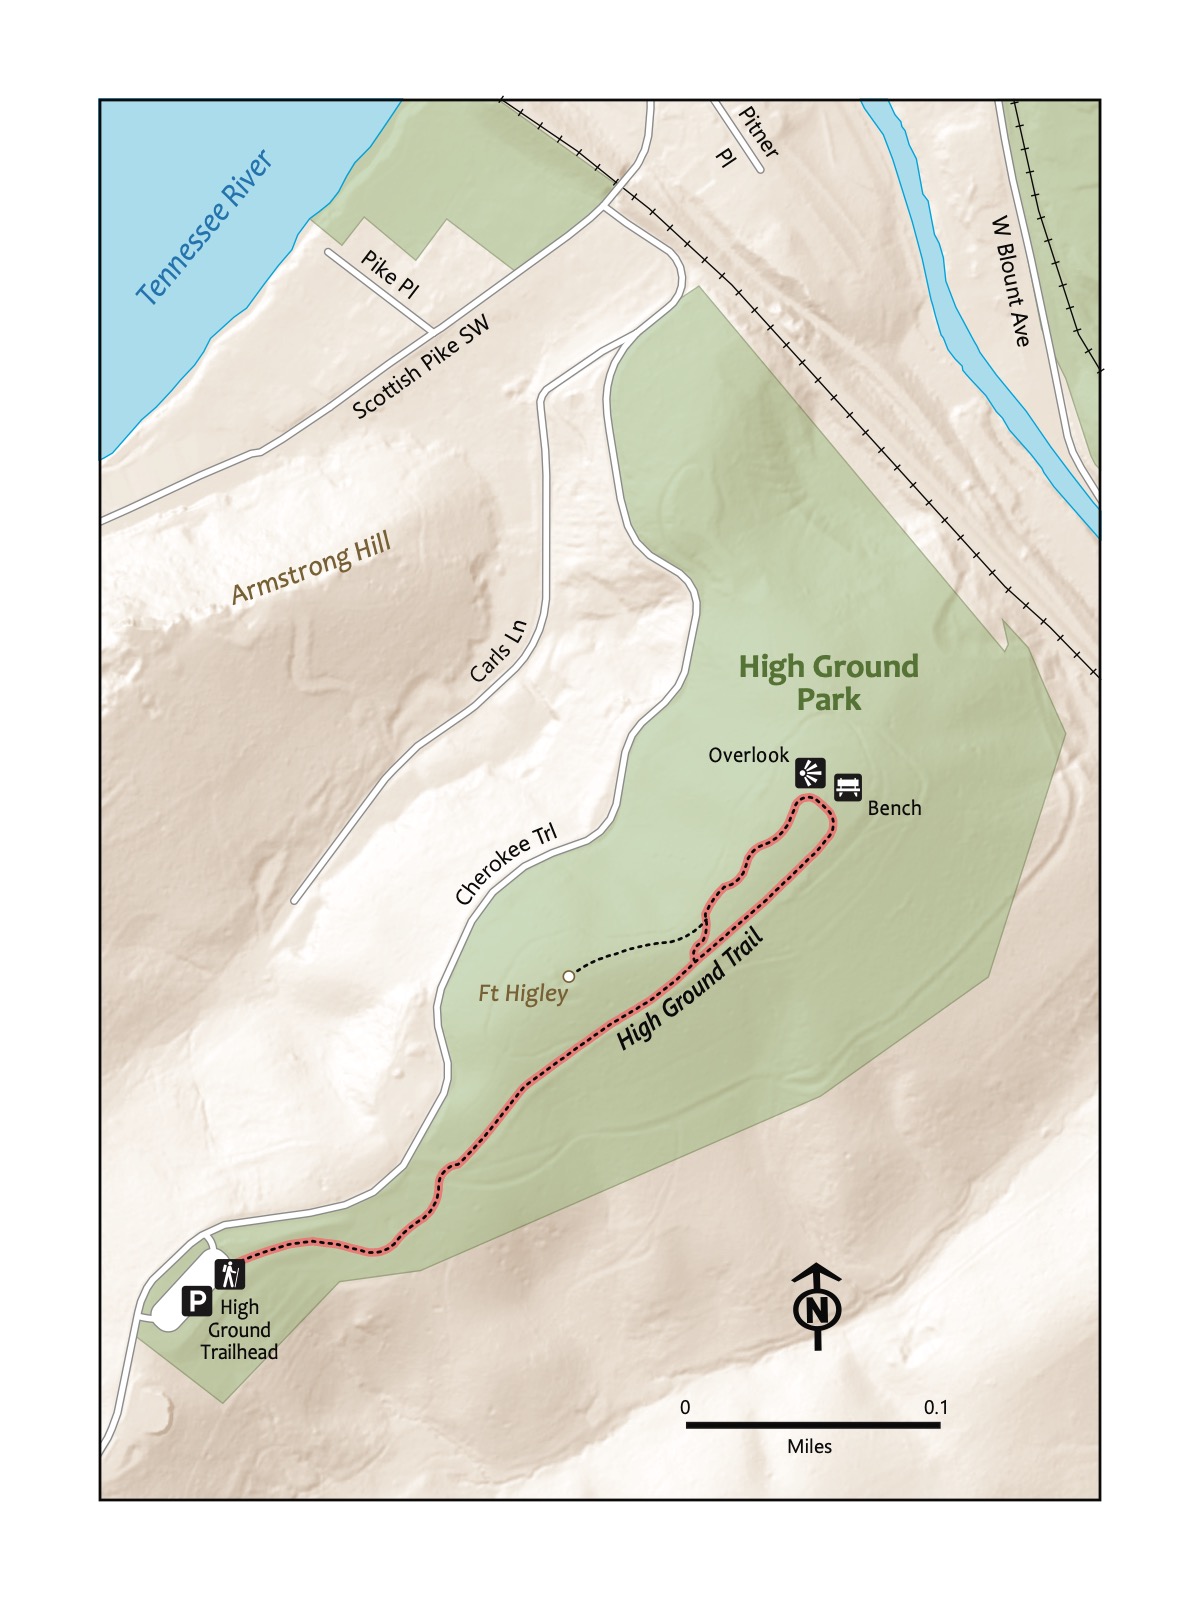 Tennessee River
Pitner
Pl
W Blount Ave
Pike Pl
Scottish Pike SW
Armstrong Hill
Carls Ln
High Ground
Park
Overlook
Bench
Cherokee Trl
Ft Higley
High Ground Trail
P
High
Ground
Trailhead
N
0 0.1
Miles